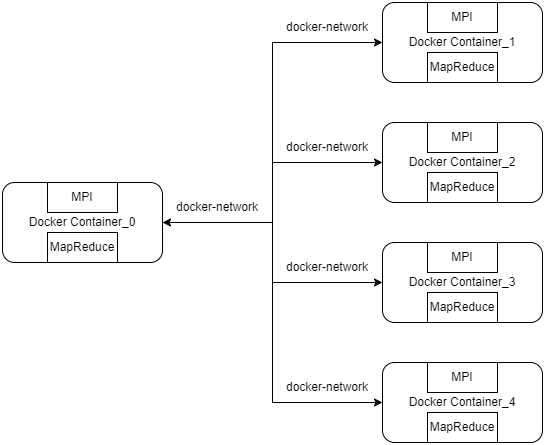 docker-network
MPI
Docker Container_1
MapReduce
docker-network
MPI
Docker Container_2
MapReduce
MPI
Docker Container_0
MapReduce
docker-network
docker-network
MPI
Docker Container_3
MapReduce
docker-network
MPI
Docker Container_4
MapReduce